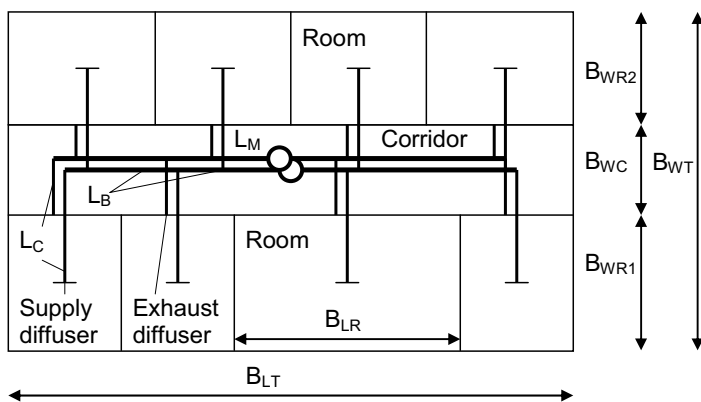 Room
B_WR2
L_M
Corridor
B_WC
B_WT
L_B
L_C
Room
B_WR1
Supply
diffuser
Exhaust
diffuser
B_LR
B_LT